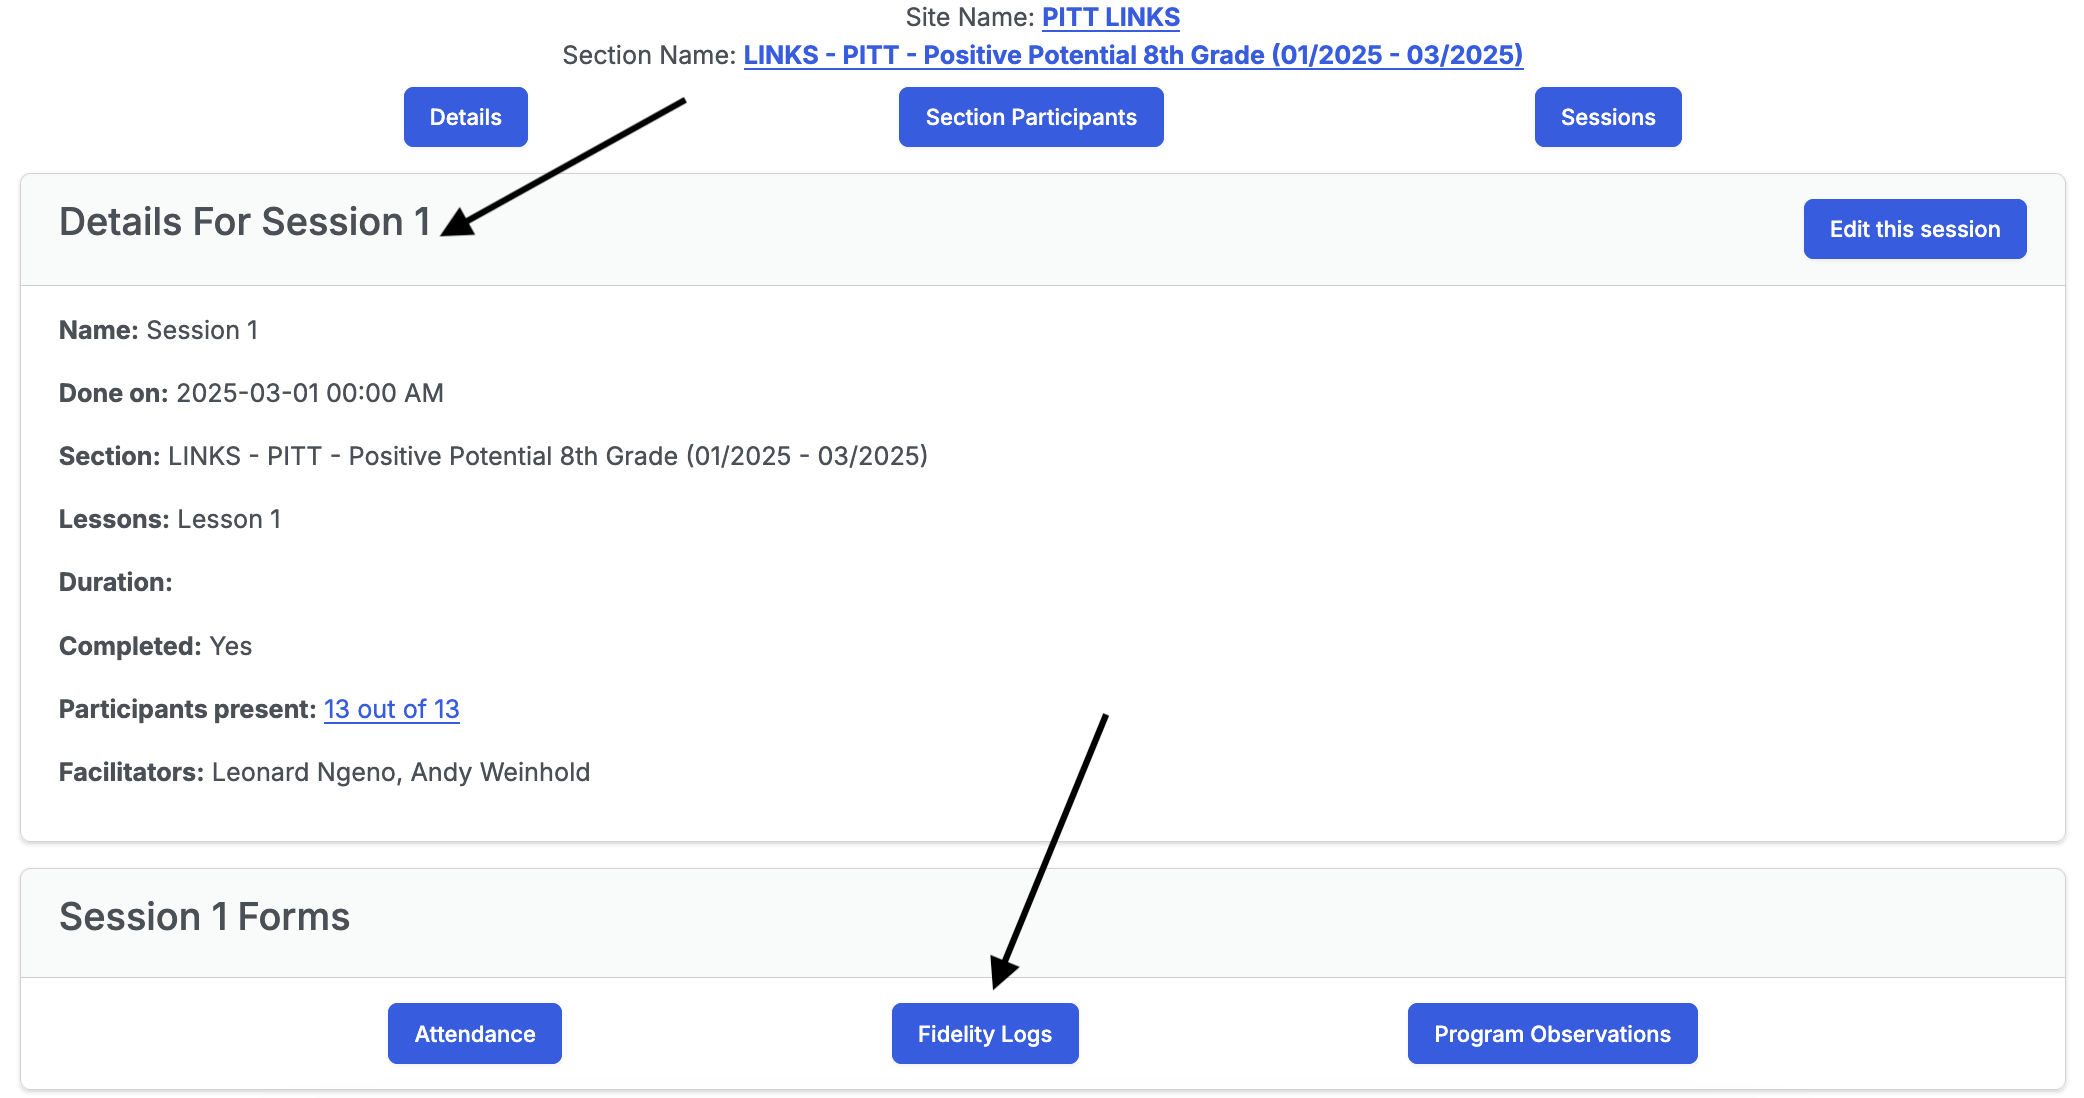 Site Name: PITT LINKS
Section Name: LINKS - PITT - Positive Potential 8th Grade (01/2025 - 03/2025)
Details
Section Participants
Sessions
Details For Session 1
Edit this session
Name: Session 1
Done on: 2025-03-01 00:00 AM
Section: LINKS - PITT - Positive Potential 8th Grade (01/2025 - 03/2025)
Lessons: Lesson 1
Duration:
Completed: Yes
Participants present: 13 out of 13
Facilitators: Leonard Ngeno, Andy Weinhold
Session 1 Forms
Attendance
Fidelity Logs
Program Observations